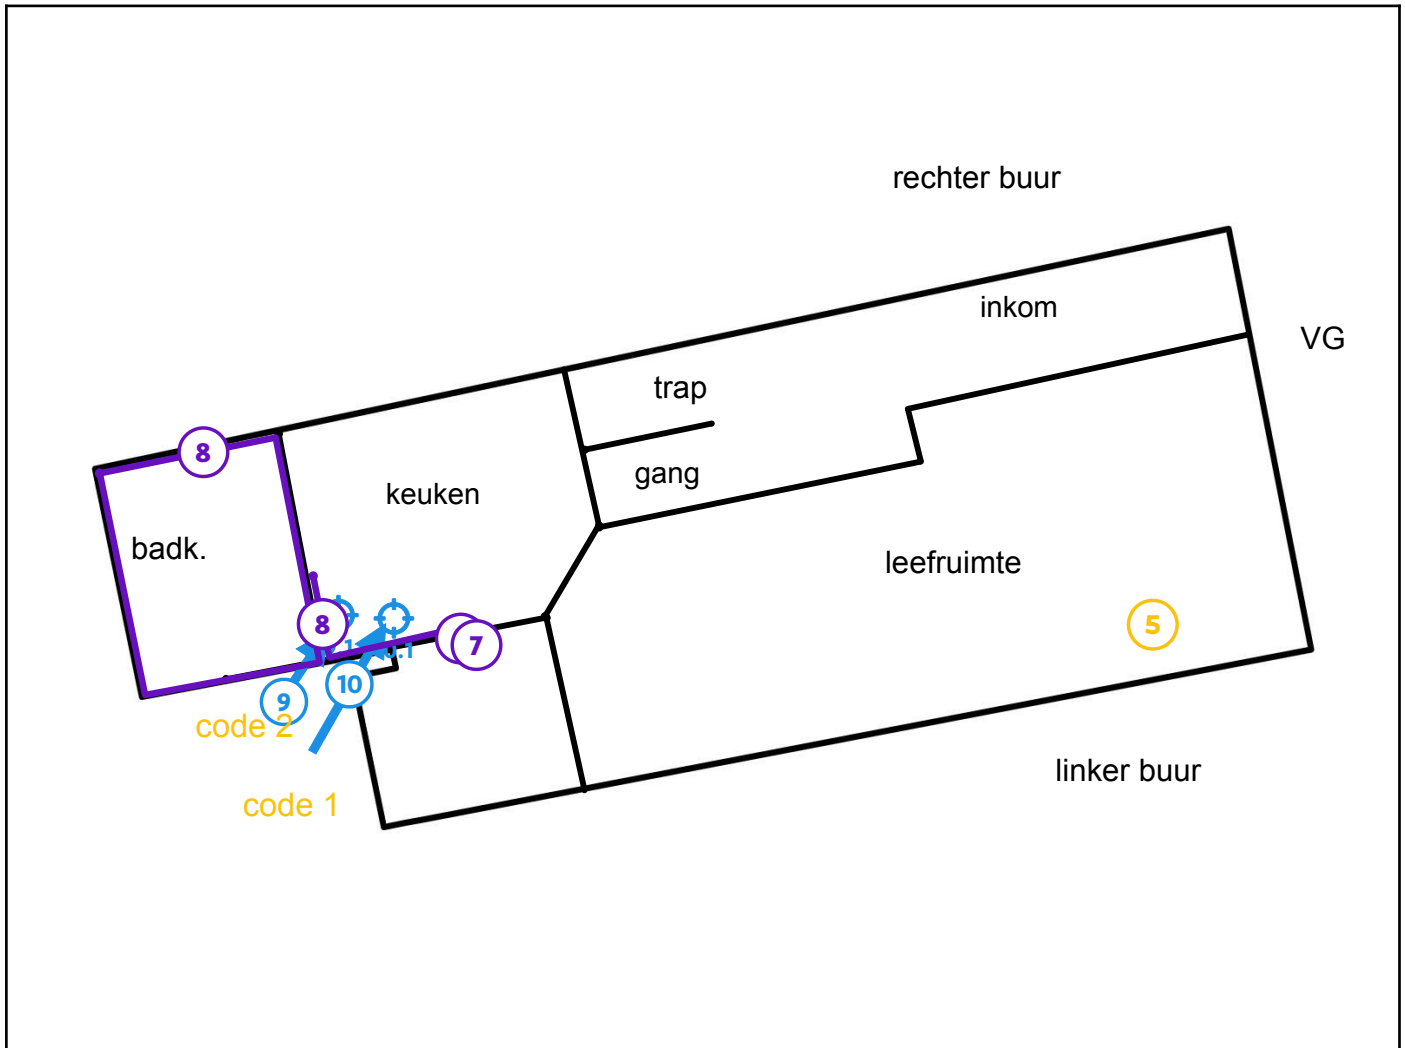 rechter buur
inkom
VG
trap
8
gang
keuken
badk.
leefruimte
8
5
7
9
10
code 2
linker buur
code 1